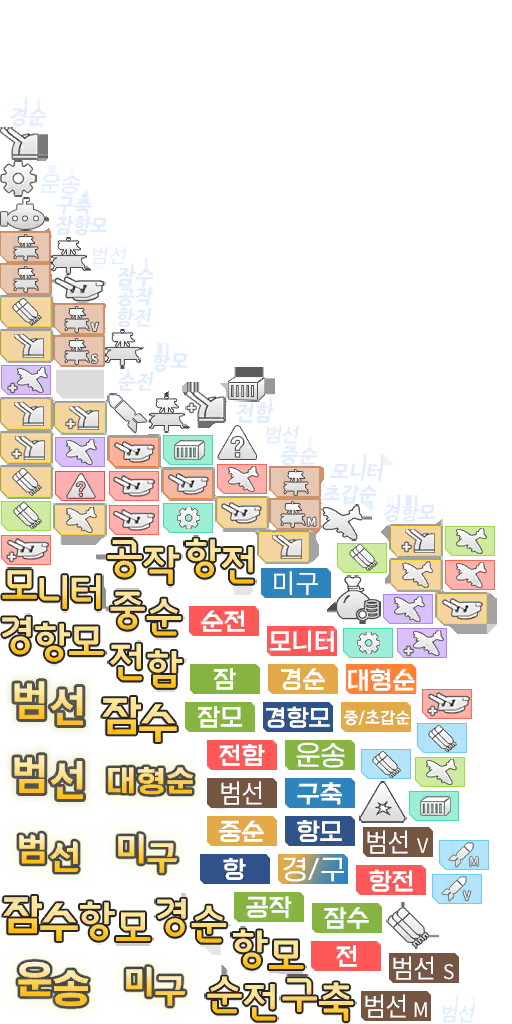 경순
운송
구축
잠항모
범선
잠수
공작
항전
V
S
항모
순전
전함
범선
중순
모니터
초갑순
경항모
M
공작
항전
모니터
미구
중순
순전
경항모
모니터
전함
잠
경순
대형순
범선
잠수
잠모
경항모
중/초갑순
전함
운송
범선
대형순
범선
구축
중순
항모
범선 V
범선
미구
항
경/구
M
항전
V
잠수
항모
경순
공작
잠수
항모
전
범선 S
운송
미구
순전
구축
범선 M
범선